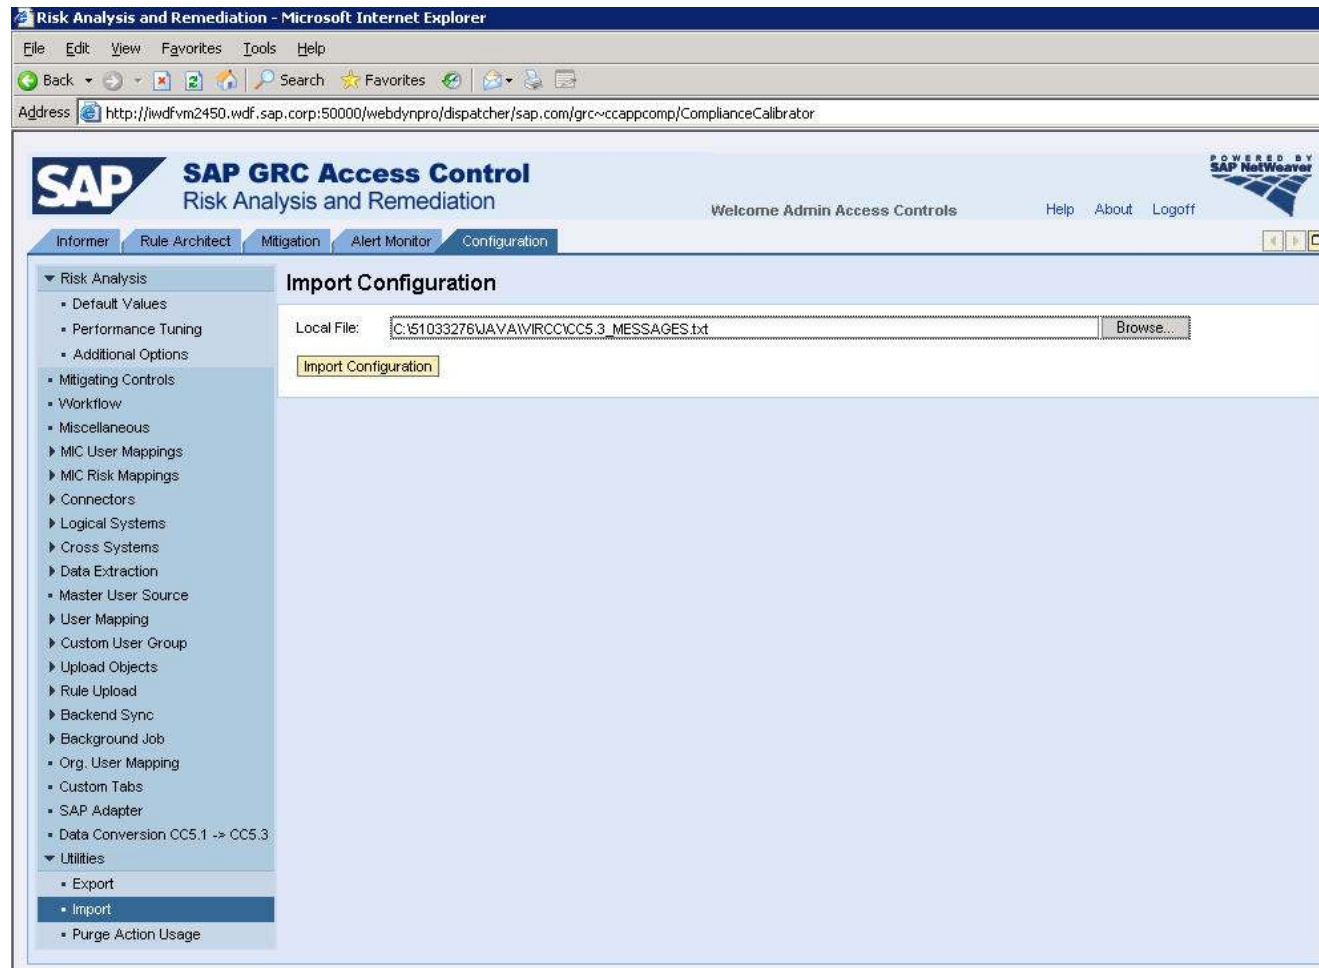 Risk Analysis and Remediation - Microsoft Internet Explorer
File Edit View Favorites Tools Help
Back Search Favorites
Address http://iwdfvm2450.wdf.sap.corp:50000/webdynpro/dispatcher/sap.com/grc~ccappcomp/ComplianceCalibrator
POWERED BY
SAP NetWeaver
SAP SAP GRC Access Control
Risk Analysis and Remediation
Welcome Admin Access Controls Help About Logoff
Informer Rule Architect Mitigation Alert Monitor Configuration
Risk Analysis
Default Values
Performance Tuning
Additional Options
Mitigating Controls
Workflow
Miscellaneous
MIC User Mappings
MIC Risk Mappings
Connectors
Logical Systems
Cross Systems
Data Extraction
Master User Source
User Mapping
Custom User Group
Upload Objects
Rule Upload
Backend Sync
Background Job
Org. User Mapping
Custom Tabs
SAP Adapter
Data Conversion CC5.1 -> CC5.3
Utilities
Export
Import
Purge Action Usage
Import Configuration
Local File: C:\51033276\JAVA\VIRCC\CC5.3_MESSAGES.txt Browse...
Import Configuration